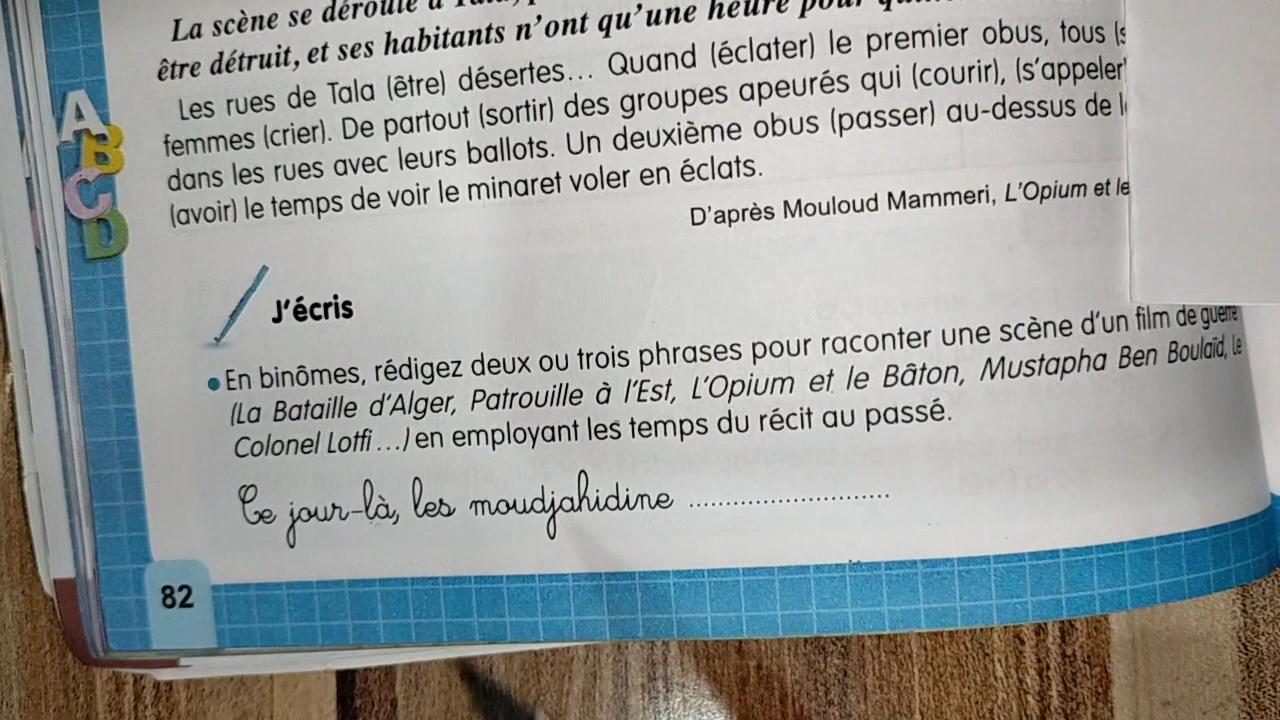 La scène se déroule à
être détruit, et ses habitants n'ont qu'une heure pour
Les rues de Tala (être) désertes... Quand (éclater) le premier obus, tous
femmes (crier). De partout (sortir) des groupes apeurés qui (courir), (s'appeler)
dans les rues avec leurs ballots. Un deuxième obus (passer) au-dessus de
(avoir) le temps de voir le minaret voler en éclats.
D'après Mouloud Mammeri, L'Opium et le
A
B
C
D
J'écris
• En binômes, rédigez deux ou trois phrases pour raconter une scène d'un film de guerre
(La Bataille d'Alger, Patrouille à l'Est, L'Opium et le Bâton, Mustapha Ben Boulaïd, Le
Colonel Lotfi ...) en employant les temps du récit au passé.
Ce jour-là, les moudjahidine ............................
82